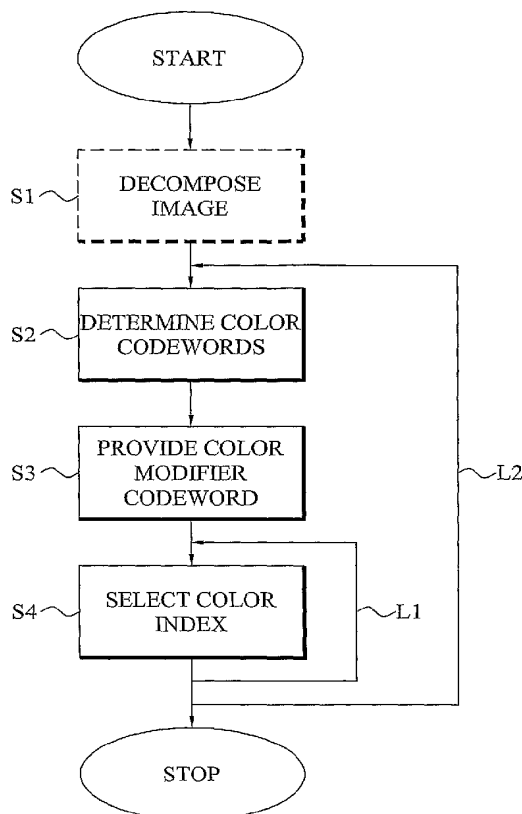 START
S1
DECOMPOSE
IMAGE
S2
DETERMINE COLOR
CODEWORDS
S3
PROVIDE COLOR
MODIFIER
CODEWORD
L2
S4
SELECT COLOR
INDEX
L1
STOP